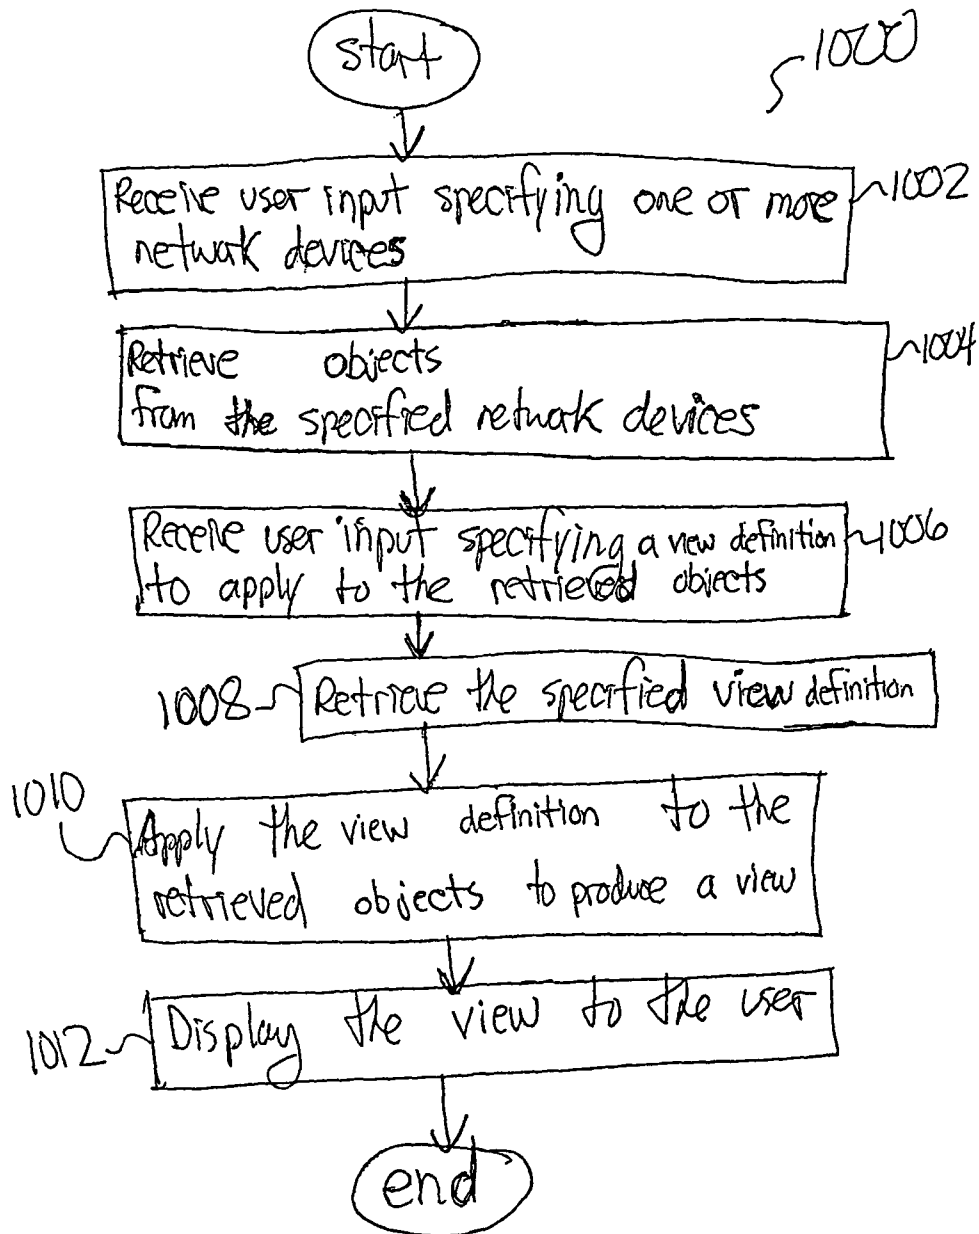 start
1000
Receive user input specifying one or more
network devices
1002
Retrieve objects
from the specified network devices
1004
Receive user input specifying a view definition
to apply to the retrieved objects
1006
1008
Retrieve the specified view definition
1010
Apply the view definition to the
retrieved objects to produce a view
1012
Display the view to the user
end